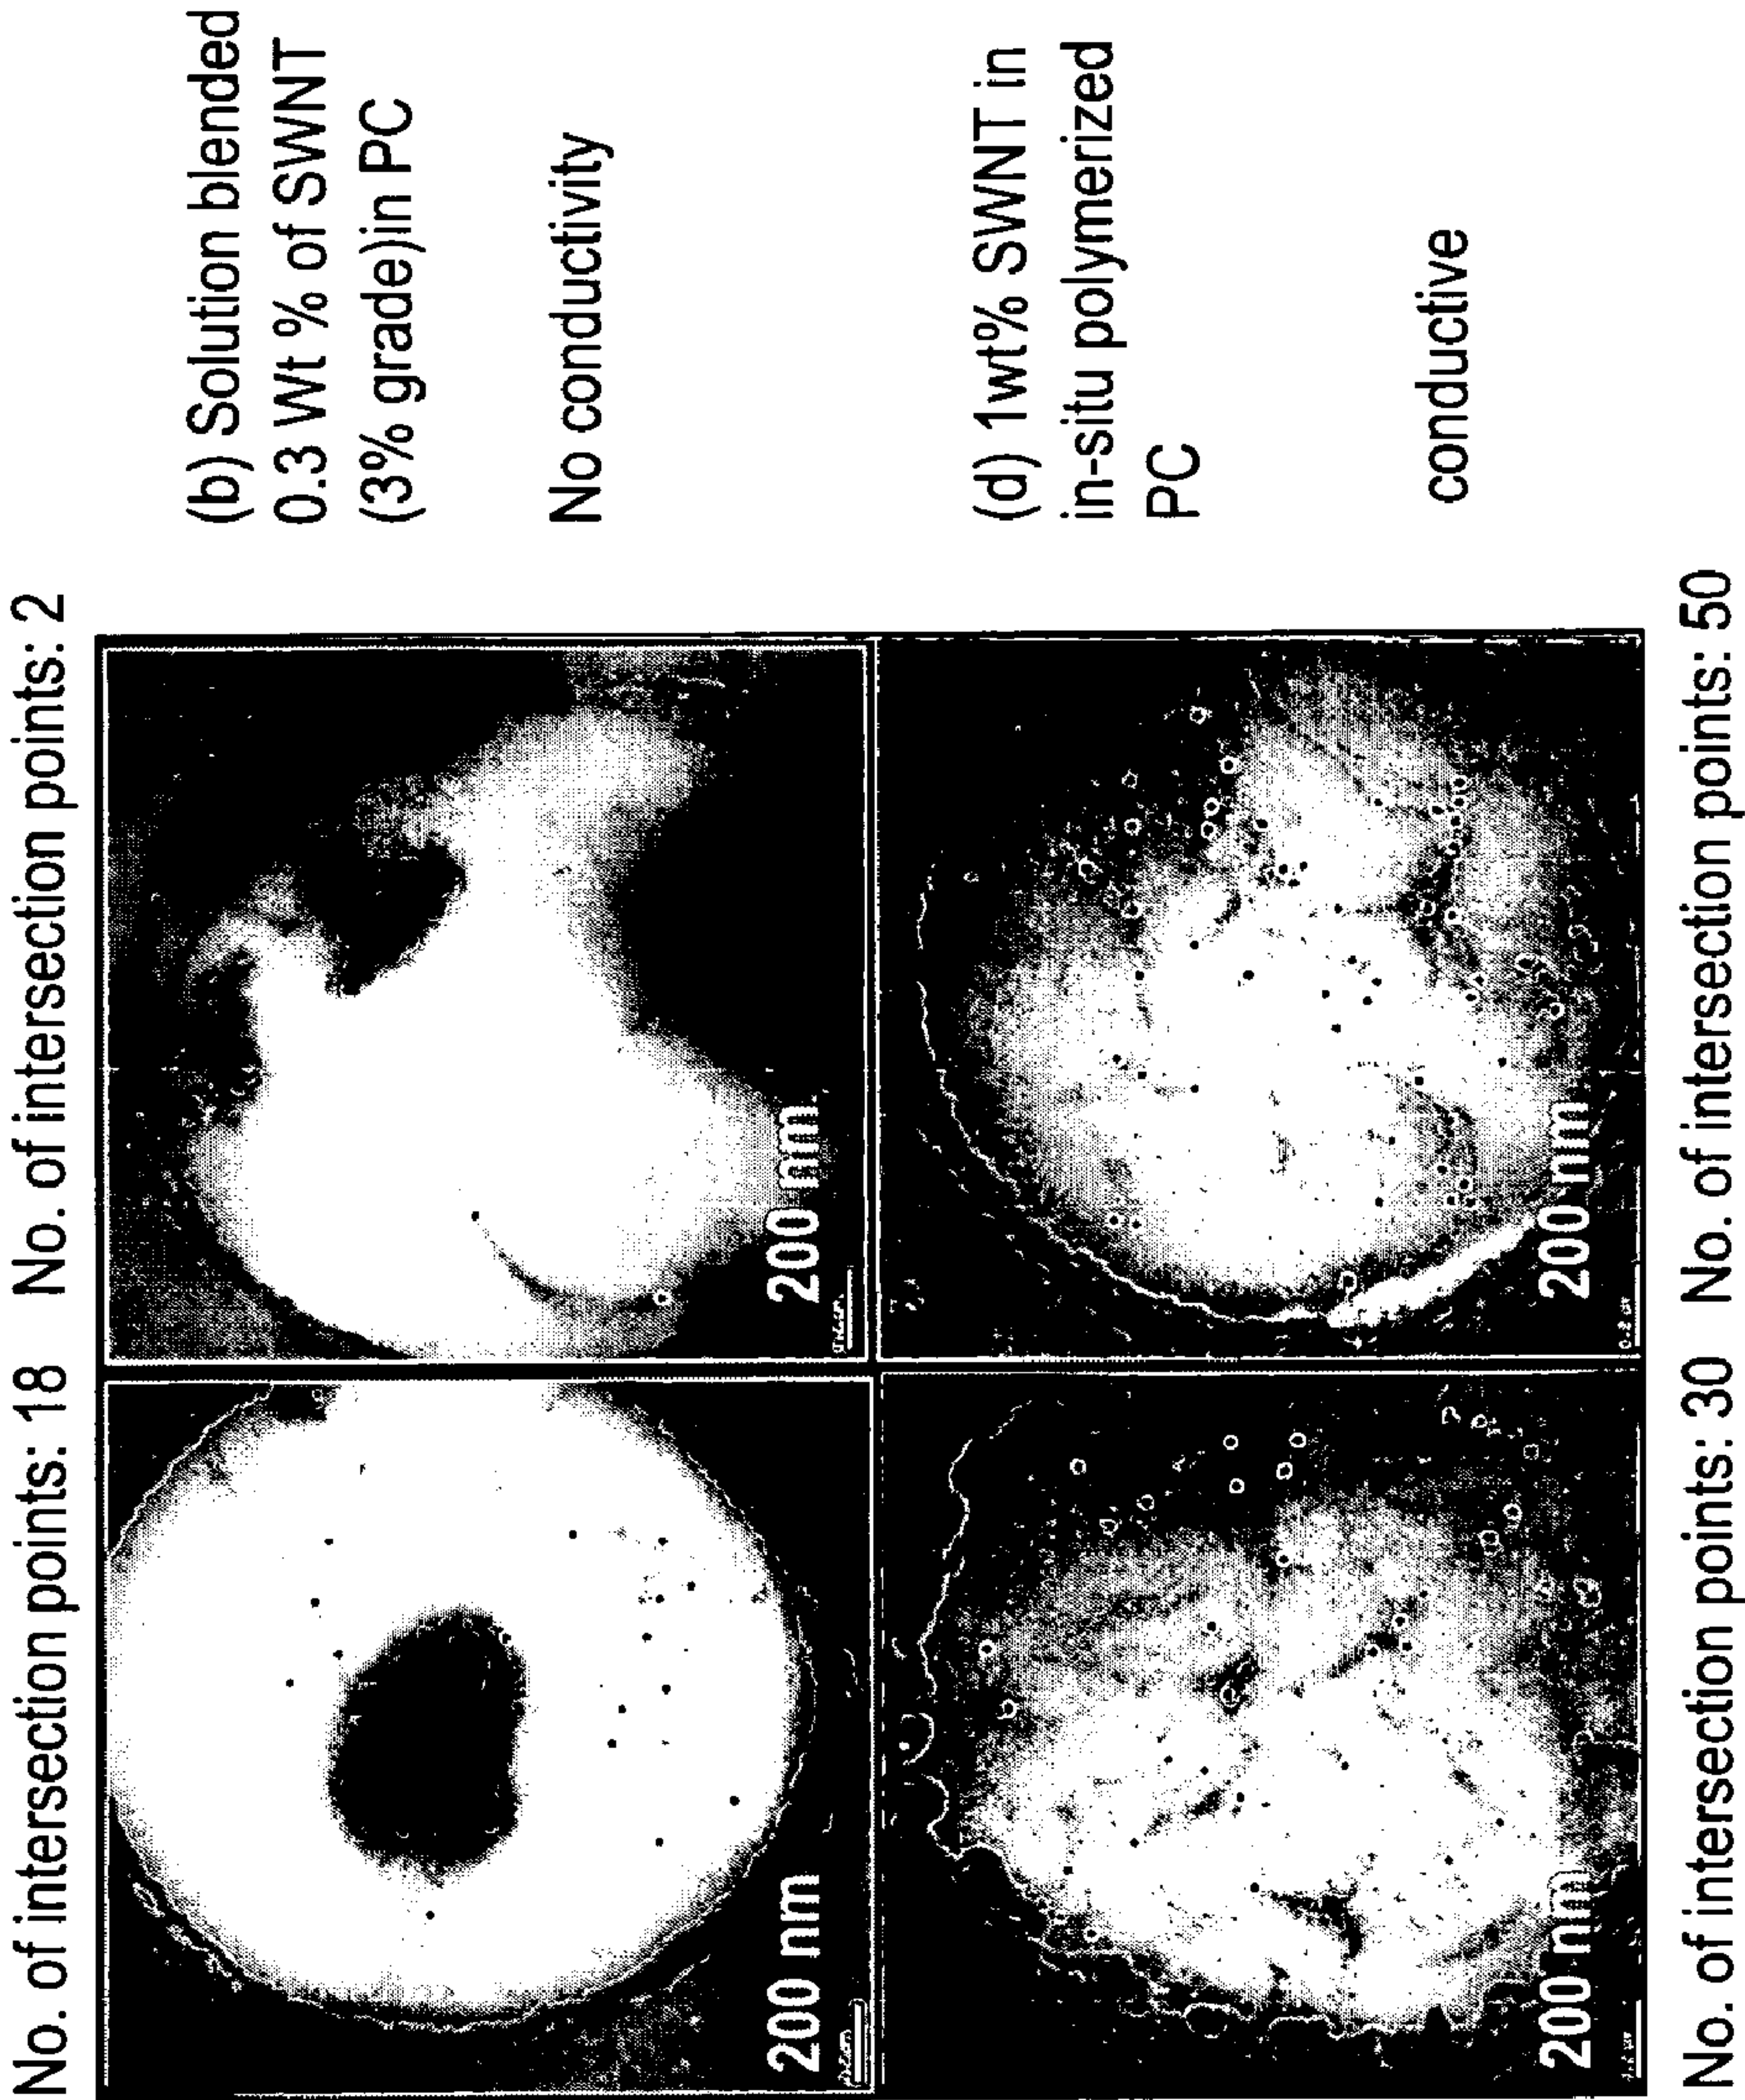 No. of intersection points: 18
No. of intersection points: 2
(b) Solution blended
0.3 Wt % of SWNT
(3% grade)in PC
No conductivity
200 nm
200 nm
(d) 1wt% SWNT in
in-situ polymerized
PC
conductive
200 nm
200 nm
No. of intersection points: 30
No. of intersection points: 50